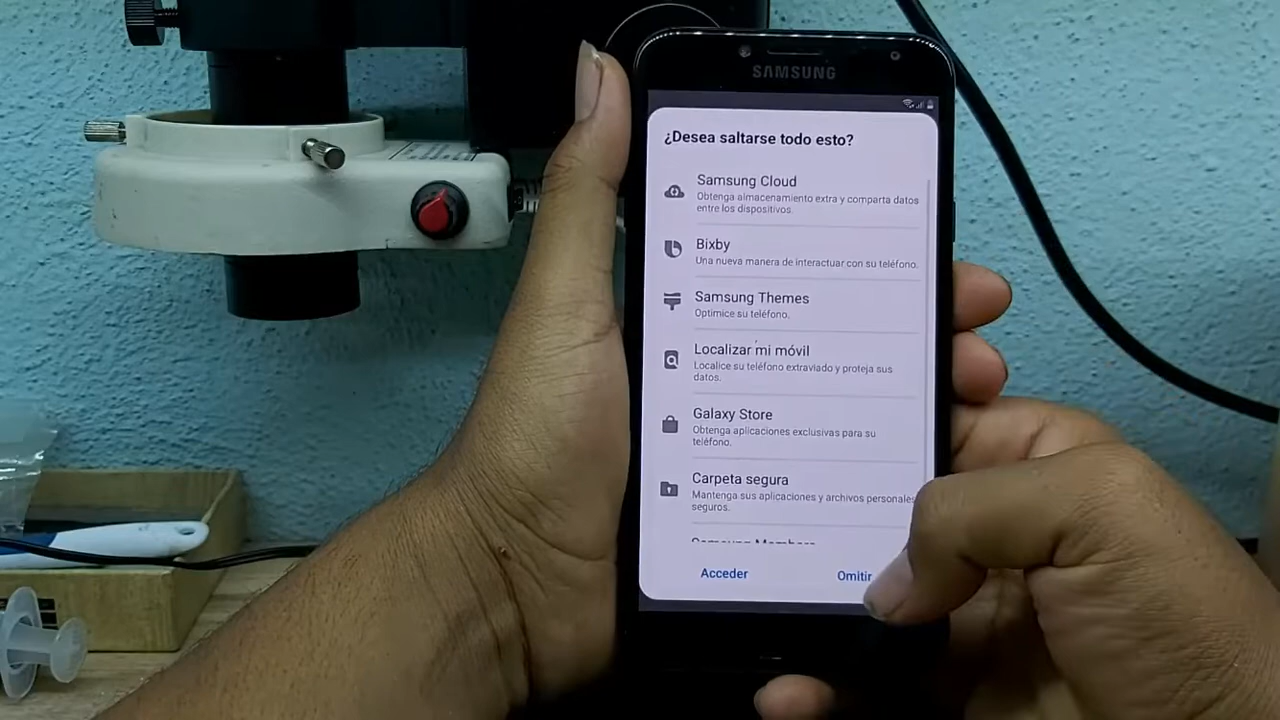 SAMSUNG
¿Desea saltarse todo esto?
Samsung Cloud
Obtenga almacenamiento extra y comparta datos
entre los dispositivos.
Bixby
Una nueva manera de interactuar con su teléfono.
Samsung Themes
Optimice su teléfono.
Localizar mi móvil
Localice su teléfono extraviado y proteja sus
datos.
Galaxy Store
Obtenga aplicaciones exclusivas para su
teléfono.
Carpeta segura
Mantenga sus aplicaciones y archivos personales
seguros.
Samsung Members
Acceder
Omitir